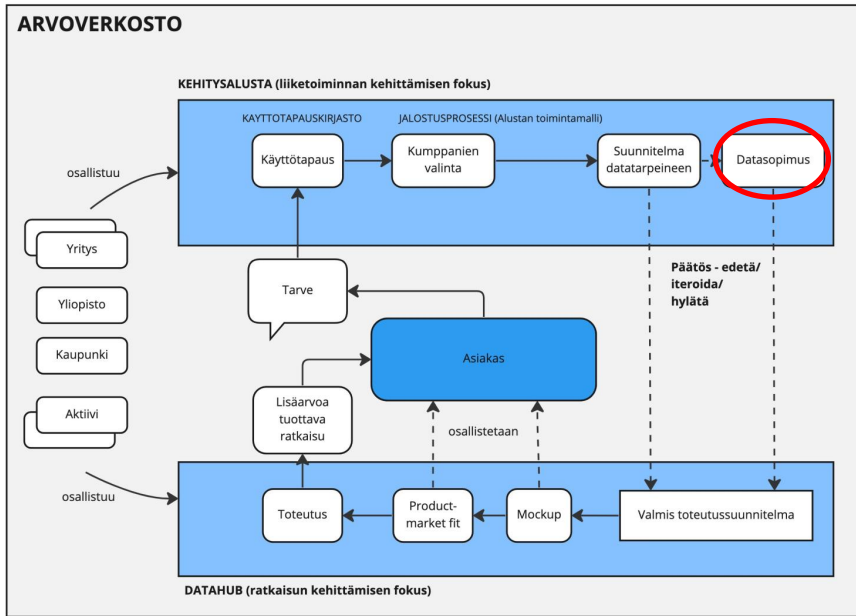 ARVOVERKOSTO
KEHITYSALUSTA (liiketoiminnan kehittämisen fokus)
KÄYTTÖTAPAUSKIRJASTO
JALOSTUSPROSESSI (Alustan toimintamalli)
Käyttötapaus
Kumppanien
valinta
Suunnitelma
datatarpeineen
Datasopimus
osallistuu
Yritys
Yliopisto
Kaupunki
Aktiivi
osallistuu
Tarve
Päätös - edetä/
iteroida/
hylätä
Asiakas
Lisäarvoa
tuottava
ratkaisu
osallistetaan
Toteutus
Product-
market fit
Mockup
Valmis toteutussuunnitelma
DATAHUB (ratkaisun kehittämisen fokus)